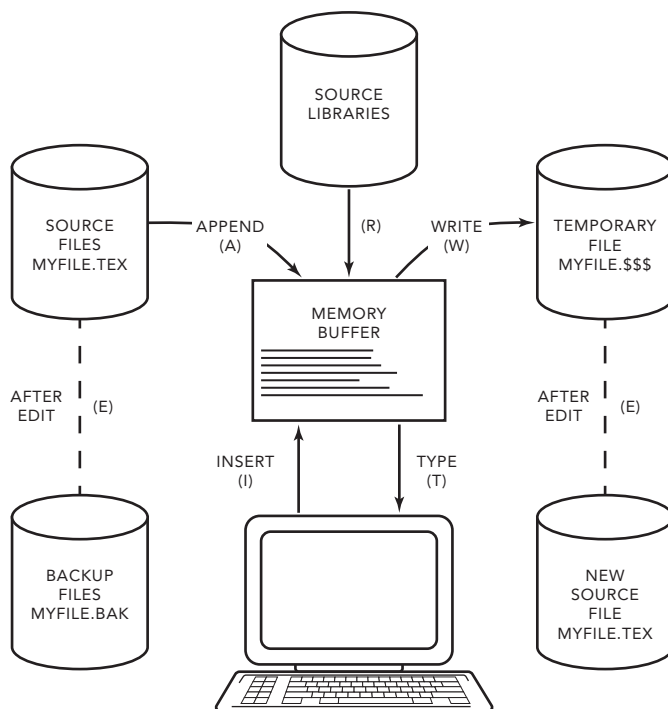 SOURCE
LIBRARIES
SOURCE
FILES
MYFILE.TEX
APPEND
(A)
(R)
WRITE
(W)
TEMPORARY
FILE
MYFILE.$$$
MEMORY
BUFFER
AFTER
EDIT
(E)
INSERT
(I)
TYPE
(T)
AFTER
EDIT
(E)
BACKUP
FILES
MYFILE.BAK
NEW
SOURCE
FILE
MYFILE.TEX